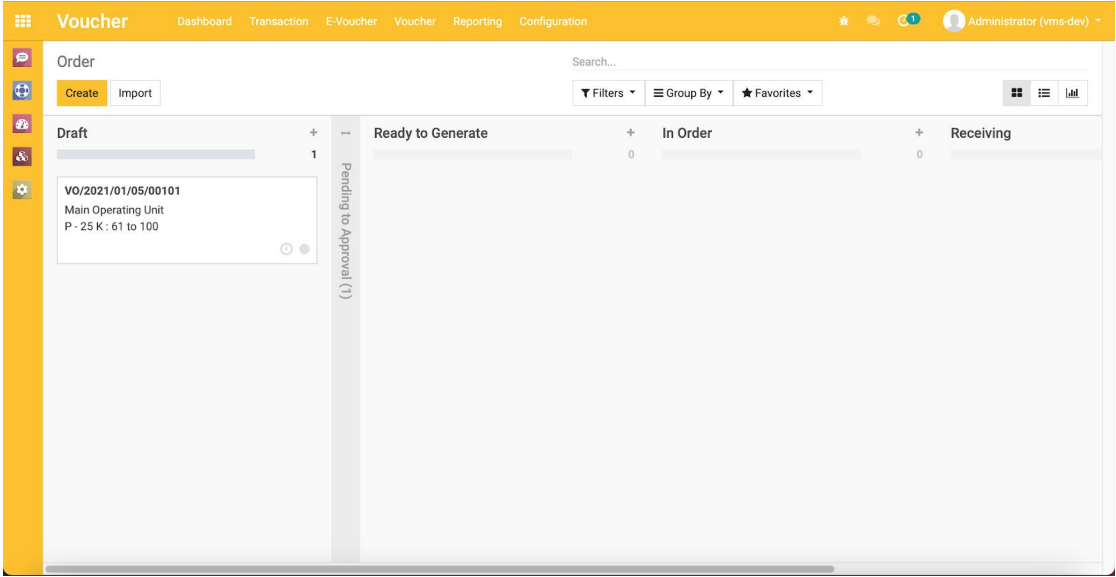 Voucher Dashboard Transaction E-Voucher Voucher Reporting Configuration 1 Administrator (vms-dev)
Order Search...
Create Import Filters Group By Favorites
Draft + Ready to Generate + In Order + Receiving
1 0 0
Pending to Approval (1)
VO/2021/01/05/00101
Main Operating Unit
P - 25 K : 61 to 100